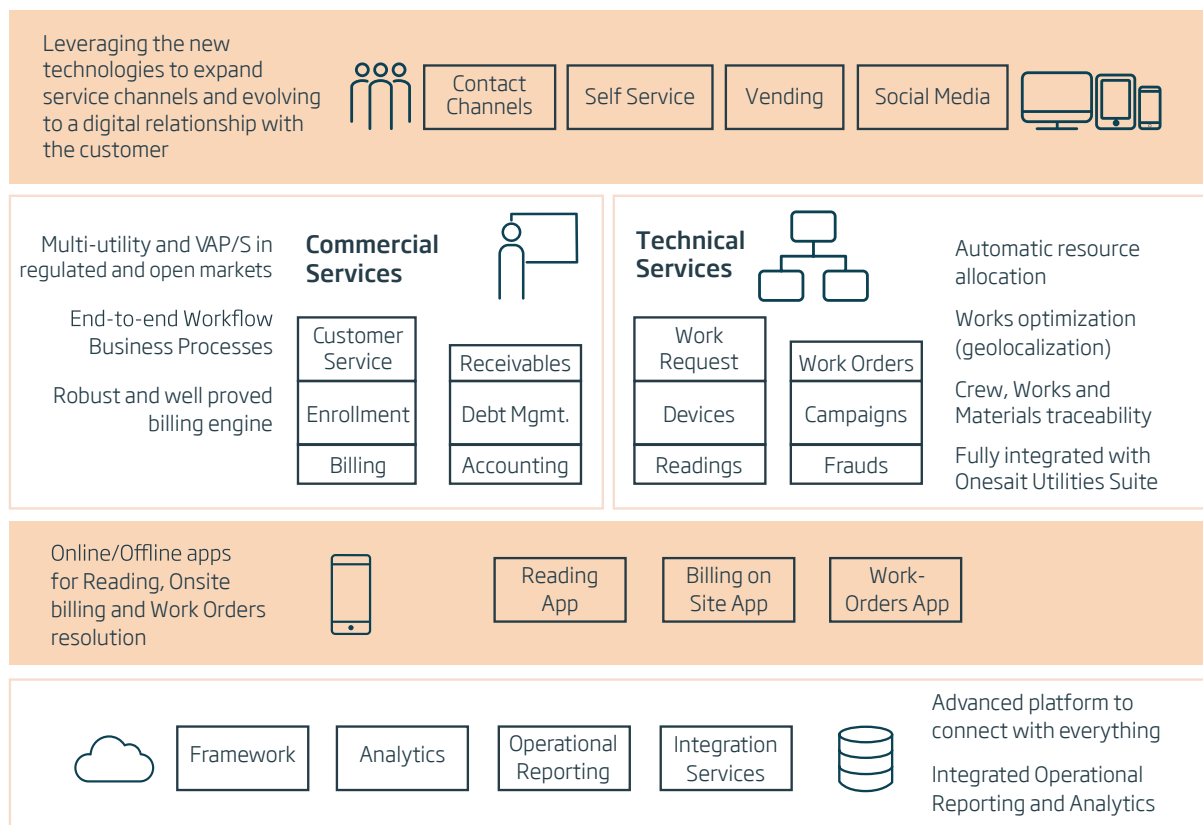 Leveraging the new
technologies to expand
service channels and evolving
to a digital relationship with
the customer
Contact
Channels
Self Service
Vending
Social Media
Multi-utility and VAP/S in
regulated and open markets
End-to-end Workflow
Business Processes
Robust and well proved
billing engine
Commercial
Services
Customer
Service
Enrollment
Billing
Receivables
Debt Mgmt.
Accounting
Technical
Services
Work
Request
Devices
Readings
Work Orders
Campaigns
Frauds
Automatic resource
allocation
Works optimization
(geolocalization)
Crew, Works and
Materials traceability
Fully integrated with
Onesait Utilities Suite
Online/Offline apps
for Reading, Onsite
billing and Work Orders
resolution
Reading
App
Billing on
Site App
Work-
Orders App
Framework
Analytics
Operational
Reporting
Integration
Services
Advanced platform to
connect with everything
Integrated Operational
Reporting and Analytics